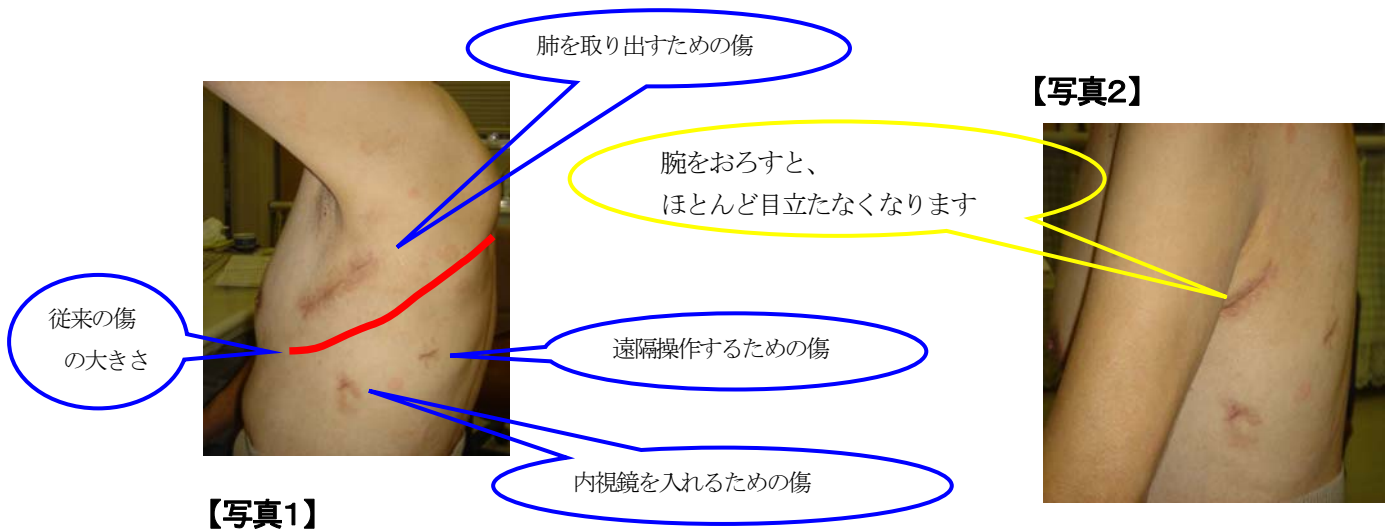 肺を取り出すための傷
【写真2】
腕をおろすと、
ほとんど目立たなくなります
従来の傷
の大きさ
遠隔操作するための傷
内視鏡を入れるための傷
【写真1】